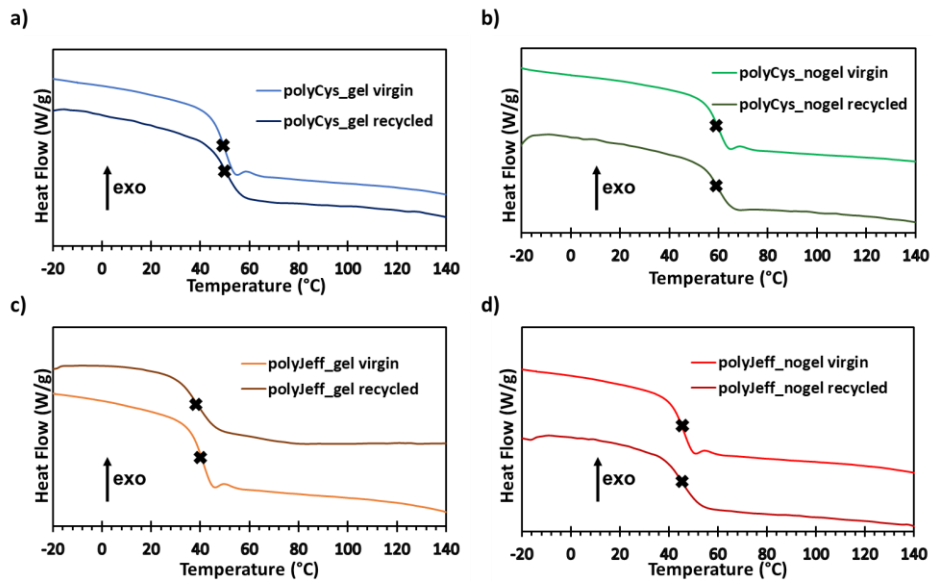 a)
polyCys_gel virgin
polyCys_gel recycled
Heat Flow (W/g)
exo
-20 0 20 40 60 80 100 120 140
Temperature (°C)
b)
polyCys_nogel virgin
polyCys_nogel recycled
Heat Flow (W/g)
exo
-20 0 20 40 60 80 100 120 140
Temperature (°C)
c)
polyJeff_gel virgin
polyJeff_gel recycled
Heat Flow (W/g)
exo
-20 0 20 40 60 80 100 120 140
Temperature (°C)
d)
polyJeff_nogel virgin
polyJeff_nogel recycled
Heat Flow (W/g)
exo
-20 0 20 40 60 80 100 120 140
Temperature (°C)